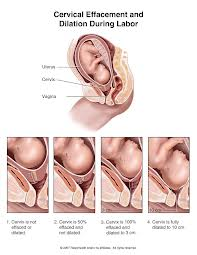 Cervical Effacement and
Dilation During Labor
Uterus
Cervix
Vagina
1. Cervix is not
effaced or
dilated
2. Cervix is 50%
effaced and
not dilated
3. Cervix is 100%
effaced and
dilated to 3 cm
4. Cervix is fully
dilated to 10 cm